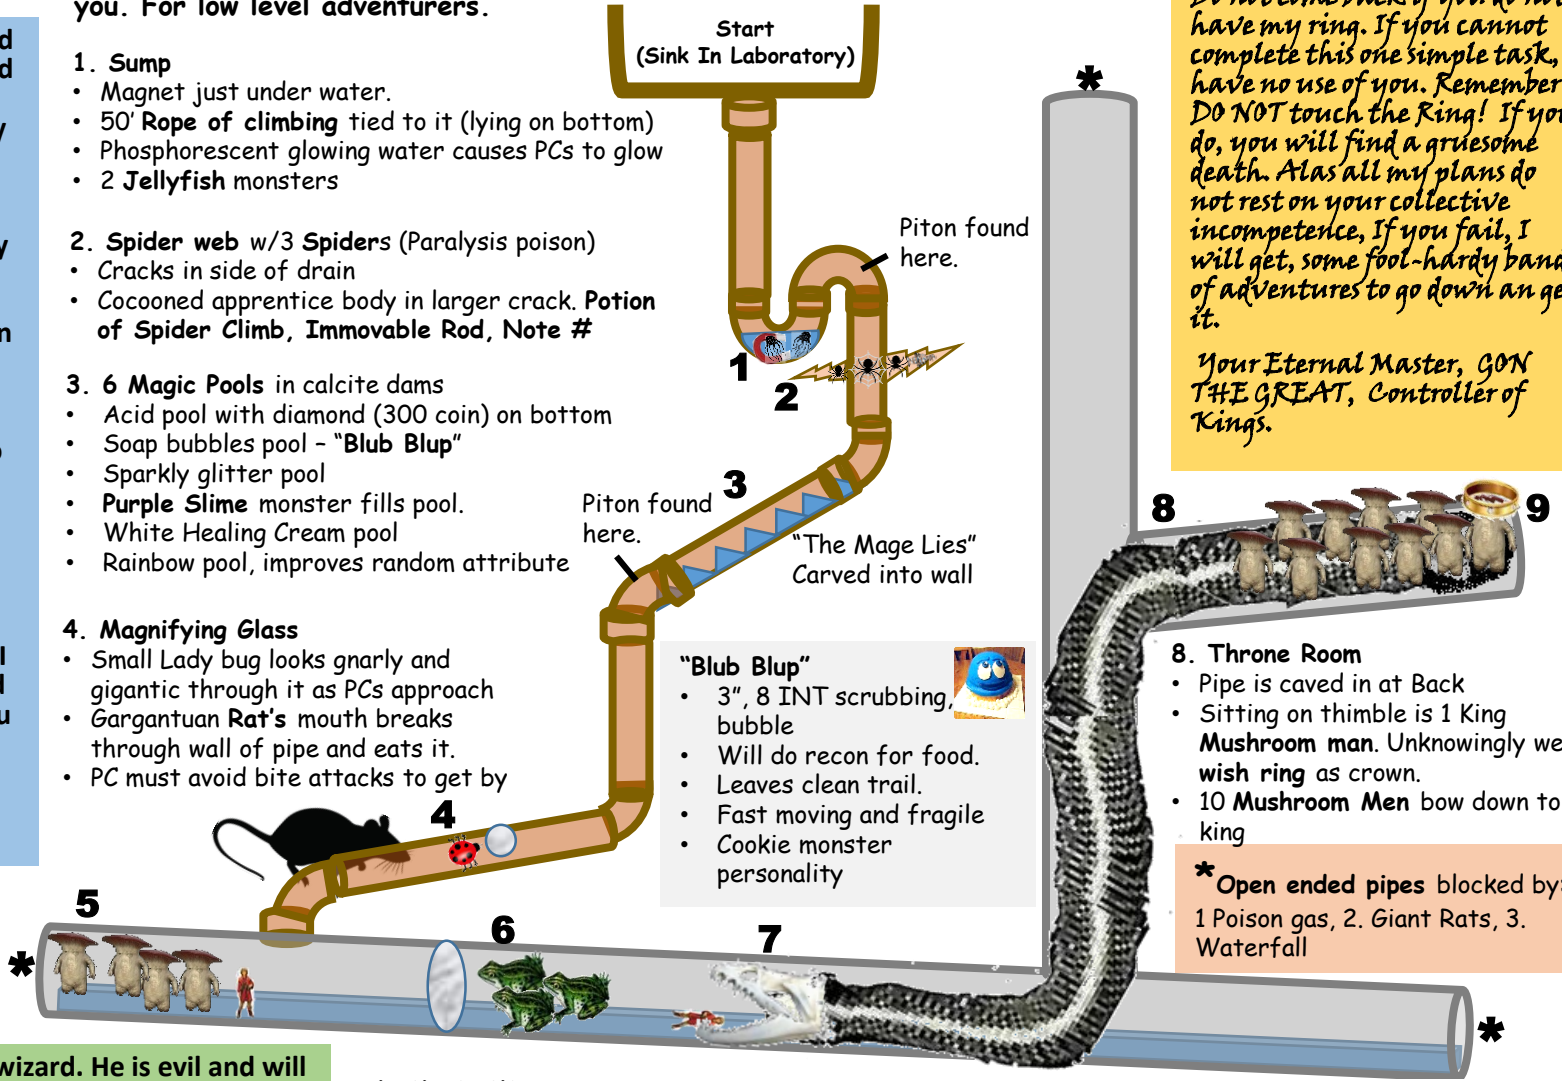 you. For low level adventurers.
1. Sump
• Magnet just under water.
• 50’ Rope of climbing tied to it (lying on bottom)
• Phosphorescent glowing water causes PCs to glow
• 2 Jellyfish monsters
2. Spider web w/3 Spiders (Paralysis poison)
• Cracks in side of drain
• Cocooned apprentice body in larger crack. Potion
of Spider Climb, Immovable Rod, Note #
3. 6 Magic Pools in calcite dams
• Acid pool with diamond (300 coin) on bottom
• Soap bubbles pool – “Blub Blup”
• Sparkly glitter pool
• Purple Slime monster fills pool.
• White Healing Cream pool
• Rainbow pool, improves random attribute
4. Magnifying Glass
• Small Lady bug looks gnarly and
gigantic through it as PCs approach
• Gargantuan Rat’s mouth breaks
through wall of pipe and eats it.
• PC must avoid bite attacks to get by
Start
(Sink In Laboratory)
Piton found
here.
1
2
3
Piton found
here.
“The Mage Lies”
Carved into wall
“Blub Blup”
• 3”, 8 INT scrubbing,
bubble
• Will do recon for food.
• Leaves clean trail.
• Fast moving and fragile
• Cookie monster
personality
4
5
6
7
8
9
*
*
*
have my ring. If you cannot
complete this one simple task,
have no use of you. Remember
DO NOT touch the Ring! If you
do, you will find a gruesome
death. Alas all my plans do
not rest on your collective
incompetence, If you fail, I
will get, some fool-hardy band
of adventures to go down an ge
it.
Your Eternal Master, GON
THE GREAT, Controller of
Kings.
8. Throne Room
• Pipe is caved in at Back
• Sitting on thimble is 1 King
Mushroom man. Unknowingly we
wish ring as crown.
• 10 Mushroom Men bow down to
king
*Open ended pipes blocked by:
1 Poison gas, 2. Giant Rats, 3.
Waterfall
wizard. He is evil and will